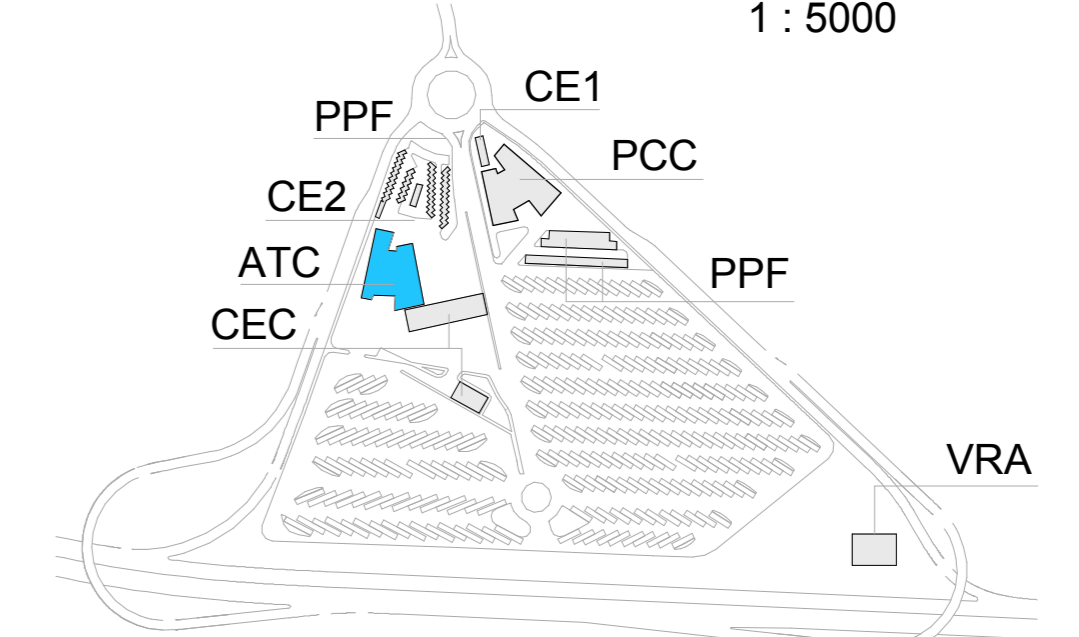 1 : 5000
CE1
PPF
PCC
CE2
ATC
PPF
CEC
VRA